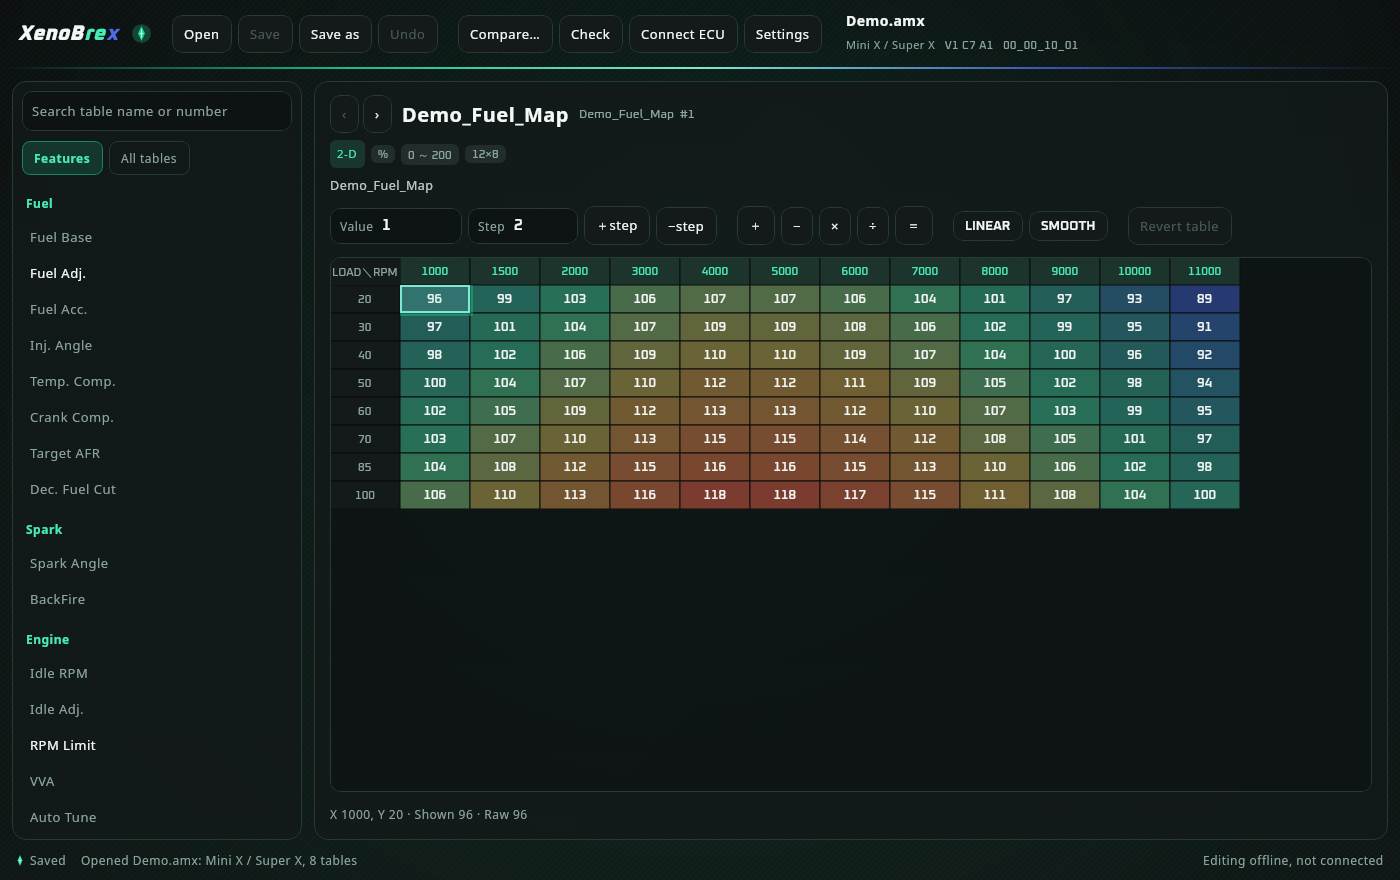 XenoBrex Open Save Save as Undo Compare... Check Connect ECU Settings Demo.amx
Mini X / Super X V1 C7 A1 00_00_10_01
Search table name or number
Features All tables
Fuel
Fuel Base
Fuel Adj.
Fuel Acc.
Inj. Angle
Temp. Comp.
Crank Comp.
Target AFR
Dec. Fuel Cut
Spark
Spark Angle
BackFire
Engine
Idle RPM
Idle Adj.
RPM Limit
VVA
Auto Tune
‹ › Demo_Fuel_Map Demo_Fuel_Map #1
2-D % 0 ~ 200 12×8
Demo_Fuel_Map
Value 1 Step 2 +step −step + − × ÷ = LINEAR SMOOTH Revert table
LOAD\RPM 1000 1500 2000 3000 4000 5000 6000 7000 8000 9000 10000 11000
20 96 99 103 106 107 107 106 104 101 97 93 89
30 97 101 104 107 109 109 108 106 102 99 95 91
40 98 102 106 109 110 110 109 107 104 100 96 92
50 100 104 107 110 112 112 111 109 105 102 98 94
60 102 105 109 112 113 113 112 110 107 103 99 95
70 103 107 110 113 115 115 114 112 108 105 101 97
85 104 108 112 115 116 116 115 113 110 106 102 98
100 106 110 113 116 118 118 117 115 111 108 104 100
X 1000, Y 20 · Shown 96 · Raw 96
Saved Opened Demo.amx: Mini X / Super X, 8 tables Editing offline, not connected